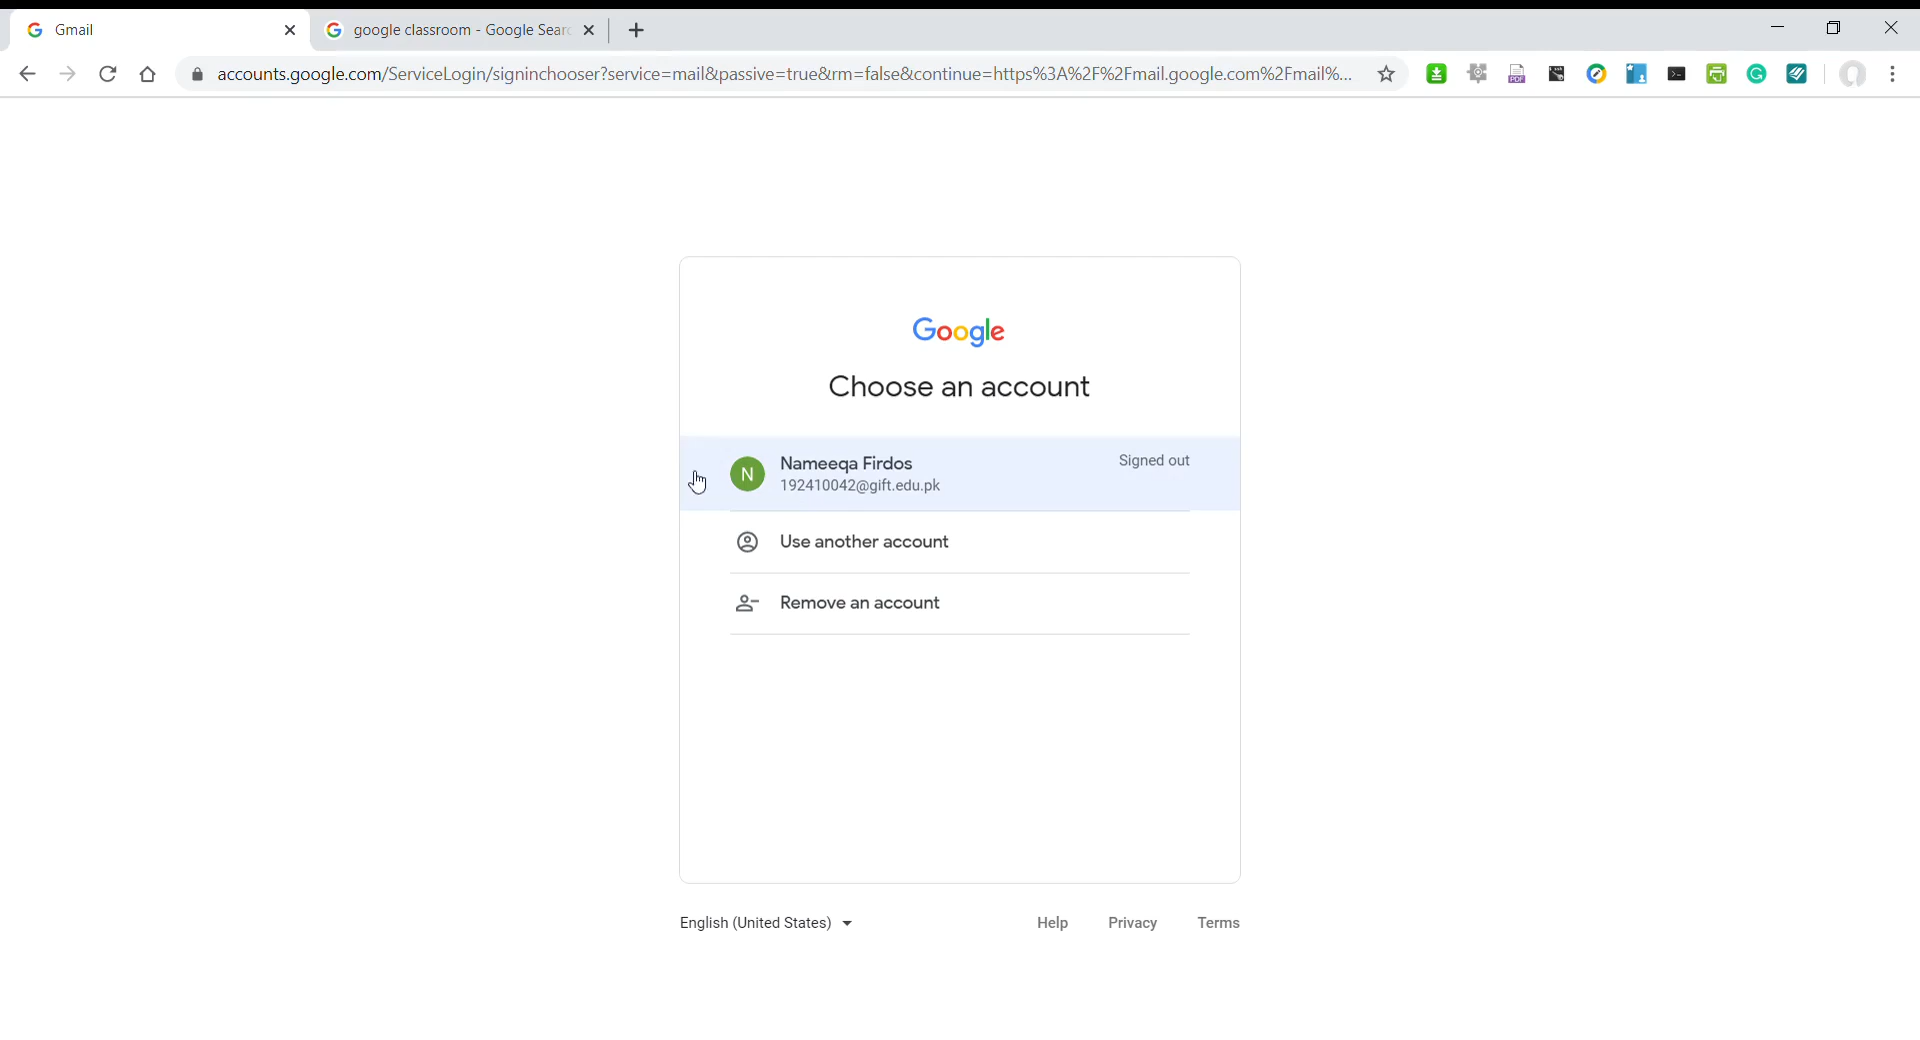 Gmail
google classroom - Google Sear
accounts.google.com/ServiceLogin/signinchooser?service=mail&passive=true&rm=false&continue=https%3A%2F%2Fmail.google.com%2Fmail%...
PDF
Google
Choose an account
N
Nameeqa Firdos
Signed out
192410042@gift.edu.pk
Use another account
Remove an account
English (United States)
Help
Privacy
Terms